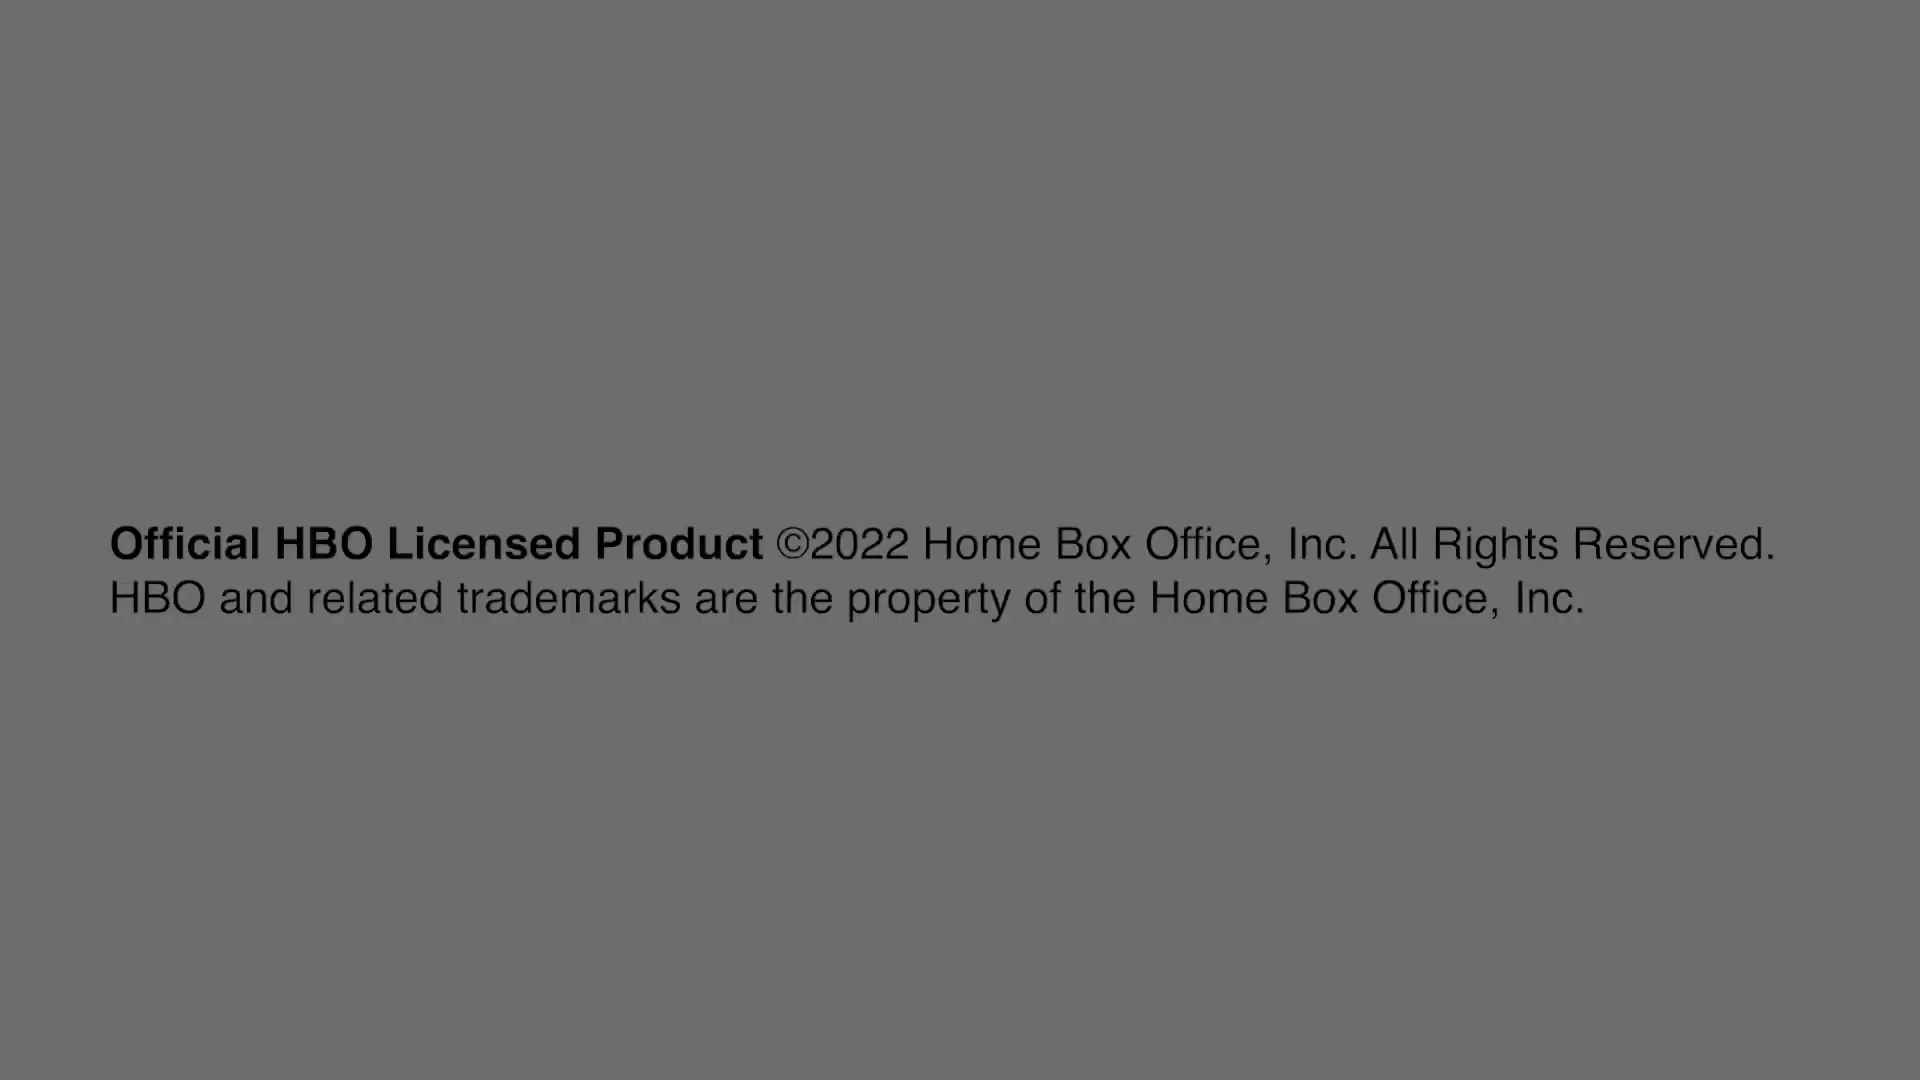 Official HBO Licensed Product ©2022 Home Box Office, Inc. All Rights Reserved.
HBO and related trademarks are the property of the Home Box Office, Inc.